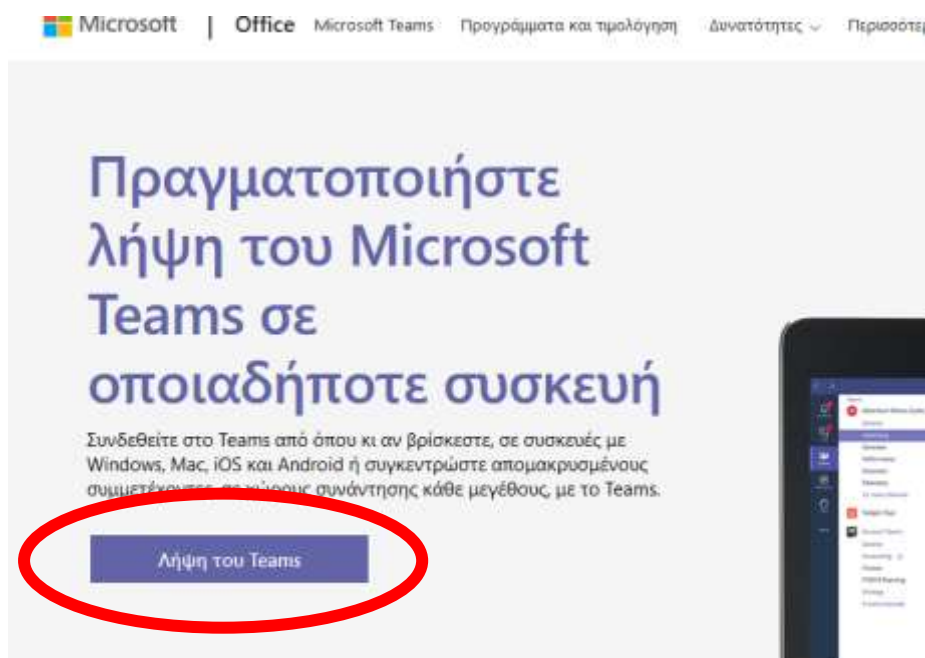 Microsoft | Office Microsoft Teams Προγράμματα και τιμολόγηση Δυνατότητες Περισσότε
Πραγματοποιήστε
λήψη του Microsoft
Teams σε
οποιαδήποτε συσκευή
Συνδεθείτε στο Teams από όπου κι αν βρίσκεστε, σε συσκευές με
Windows, Mac, iOS και Android ή συγκεντρώστε απομακρυσμένους
συμμετέχοντες, σε χώρους συνάντησης κάθε μεγέθους, με το Teams.
Λήψη του Teams